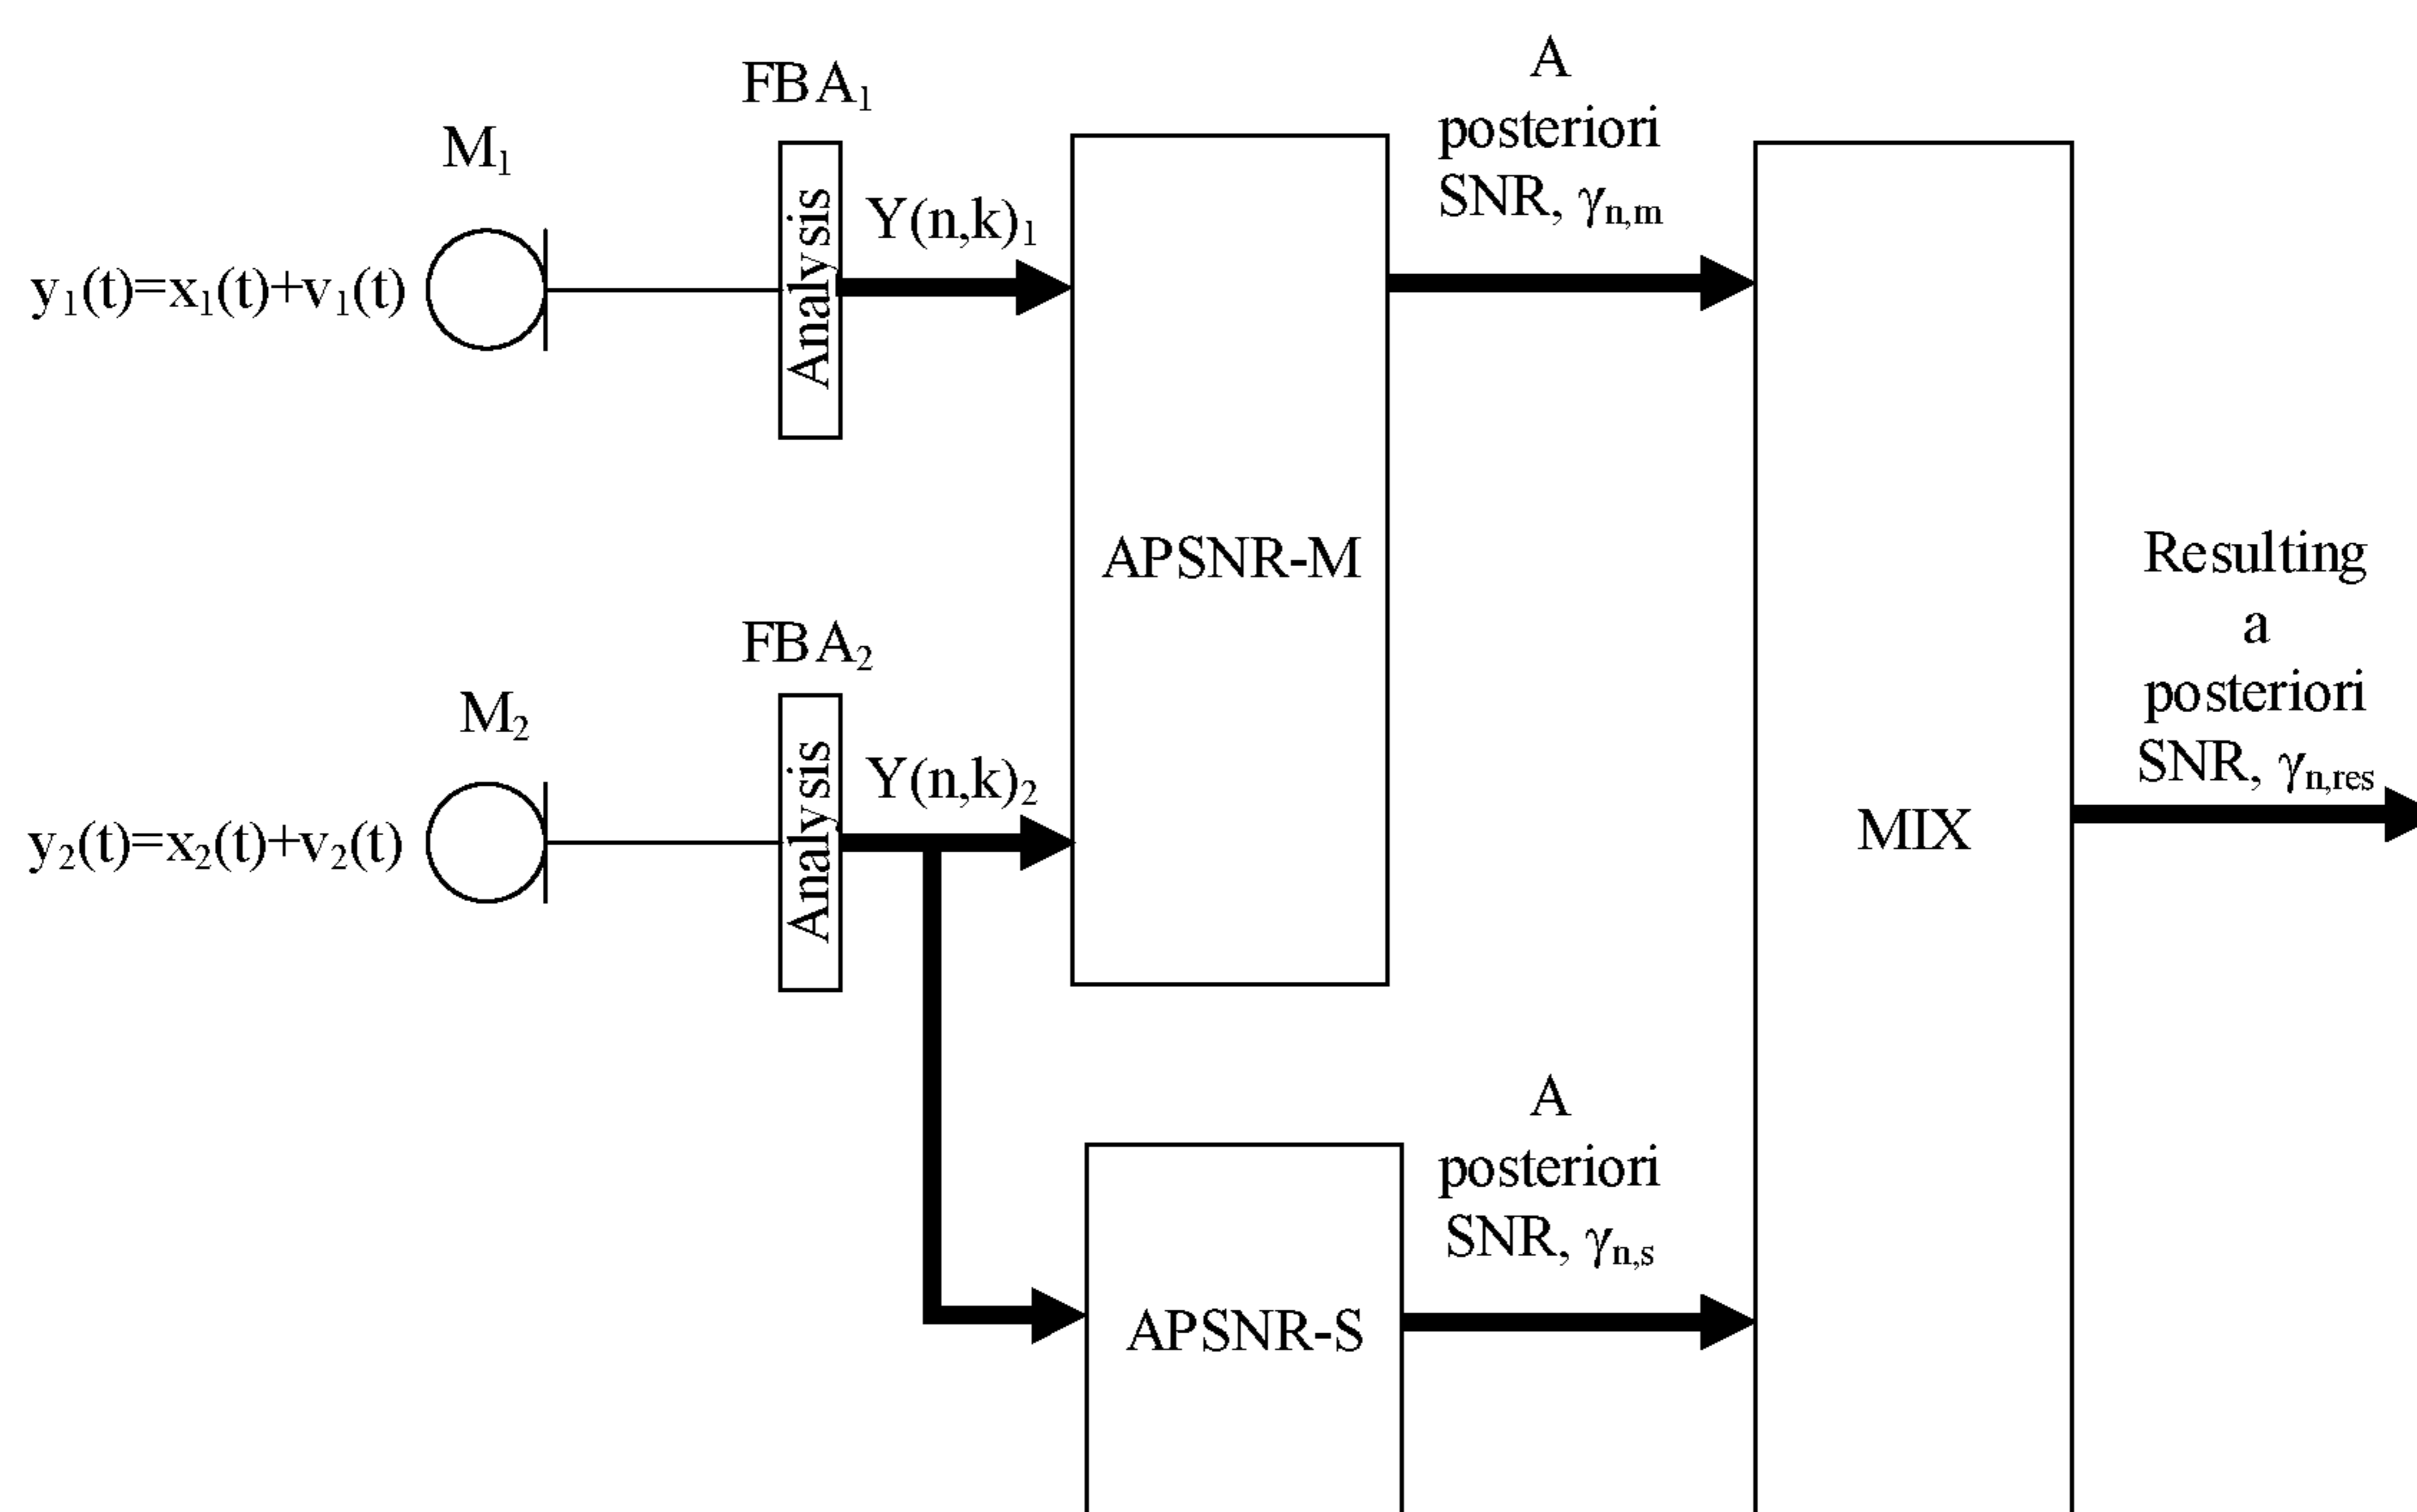 A
posteriori
SNR, γn,m
FBA1
M1
Analysis
Y(n,k)1
y1(t)=x1(t)+v1(t)
APSNR-M
Resulting
a
posteriori
SNR, γn,res
FBA2
M2
Analysis
Y(n,k)2
y2(t)=x2(t)+v2(t)
MIX
A
posteriori
SNR, γn,s
APSNR-S